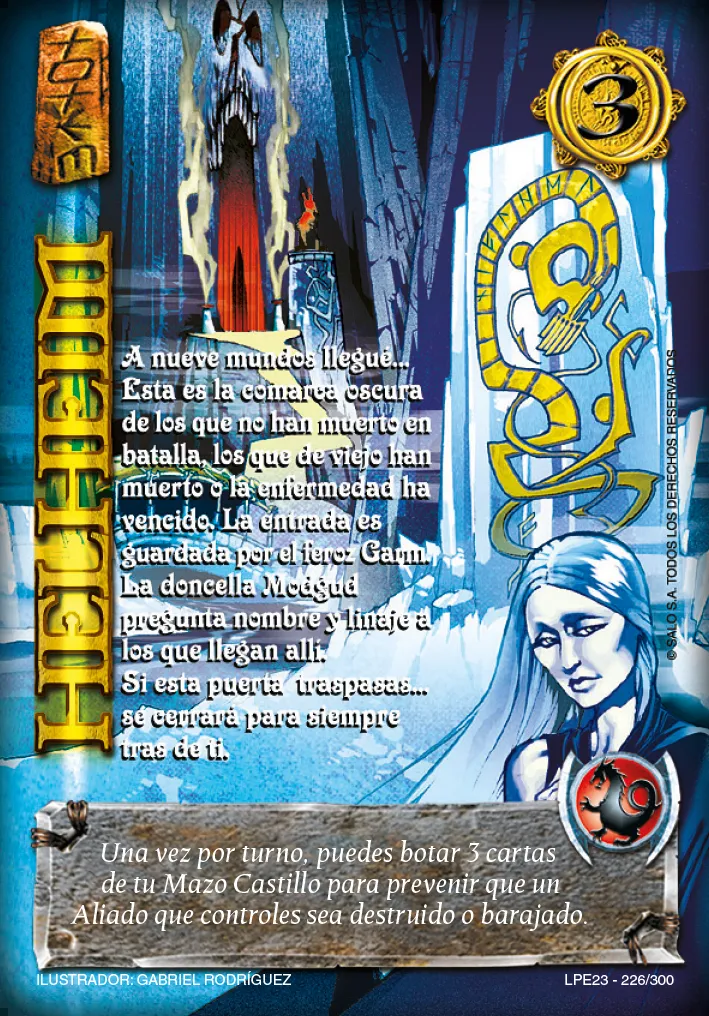 3
HELHEIM
A nueve mundos llegué...
Esta es la comarca oscura
de los que no han muerto en
batalla, los que de viejo han
muerto o la enfermedad ha
vencido. La entrada es
guardada por el feroz Garm.
La doncella Modgud
pregunta nombre y linaje a
los que llegan allí.
Si esta puerta traspasas...
se cerrará para siempre
tras de ti.
© SALO S.A. TODOS LOS DERECHOS RESERVADOS
Una vez por turno, puedes botar 3 cartas
de tu Mazo Castillo para prevenir que un
Aliado que controles sea destruido o barajado.
ILUSTRADOR: GABRIEL RODRÍGUEZ
LPE23 - 226/300